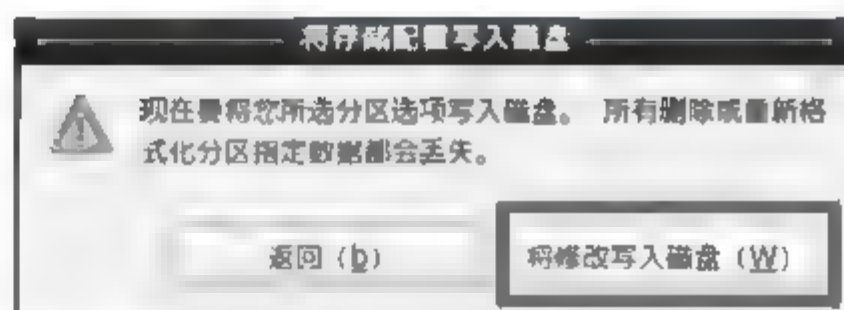 将存储配置写入磁盘
现在要将您所选分区选项写入磁盘。 所有删除或重新格
式化分区指定数据都会丢失。
返回 (b)
将修改写入磁盘 (W)